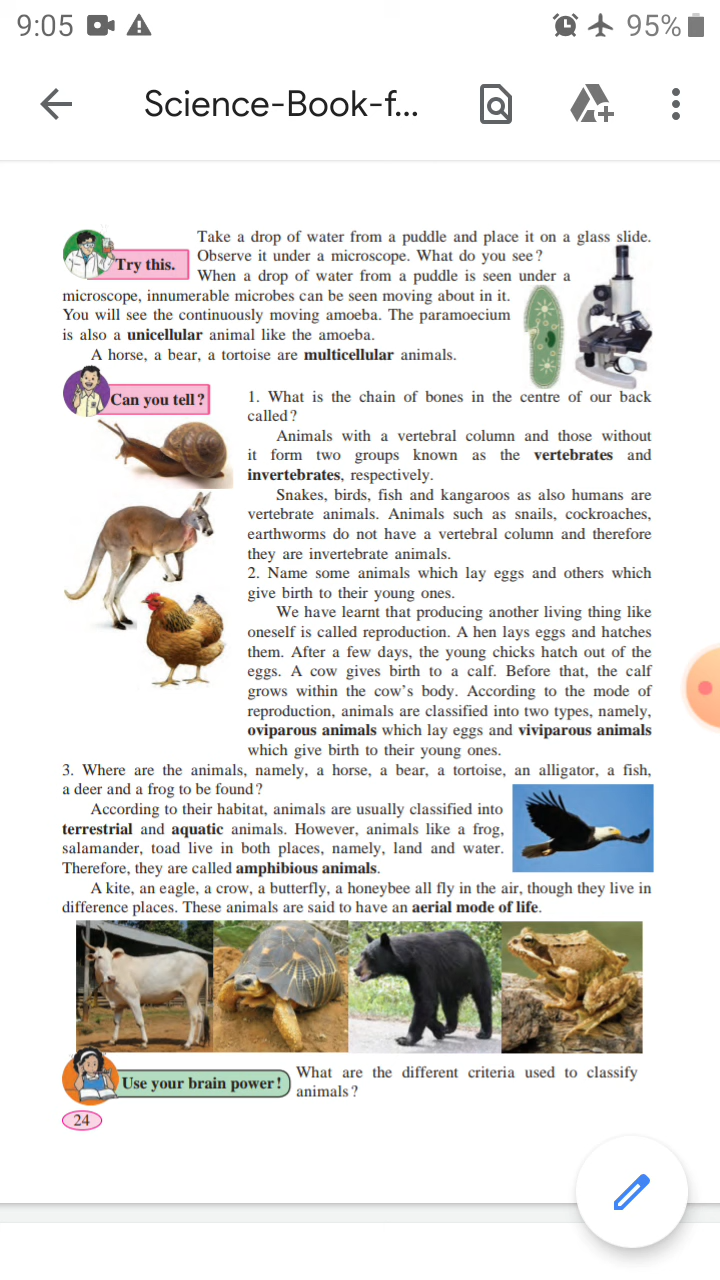 9:05
95%
Science-Book-f...
Take a drop of water from a puddle and place it on a glass slide.
Try this.
Observe it under a microscope. What do you see?
When a drop of water from a puddle is seen under a
microscope, innumerable microbes can be seen moving about in it.
You will see the continuously moving amoeba. The paramoecium
is also a unicellular animal like the amoeba.
A horse, a bear, a tortoise are multicellular animals.
Can you tell?
1. What is the chain of bones in the centre of our back
called?
Animals with a vertebral column and those without
it form two groups known as the vertebrates and
invertebrates, respectively.
Snakes, birds, fish and kangaroos as also humans are
vertebrate animals. Animals such as snails, cockroaches,
earthworms do not have a vertebral column and therefore
they are invertebrate animals.
2. Name some animals which lay eggs and others which
give birth to their young ones.
We have learnt that producing another living thing like
oneself is called reproduction. A hen lays eggs and hatches
them. After a few days, the young chicks hatch out of the
eggs. A cow gives birth to a calf. Before that, the calf
grows within the cow's body. According to the mode of
reproduction, animals are classified into two types, namely,
oviparous animals which lay eggs and viviparous animals
which give birth to their young ones.
3. Where are the animals, namely, a horse, a bear, a tortoise, an alligator, a fish,
a deer and a frog to be found?
According to their habitat, animals are usually classified into
terrestrial and aquatic animals. However, animals like a frog,
salamander, toad live in both places, namely, land and water.
Therefore, they are called amphibious animals.
A kite, an eagle, a crow, a butterfly, a honeybee all fly in the air, though they live in
difference places. These animals are said to have an aerial mode of life.
Use your brain power!
What are the different criteria used to classify
animals?
24